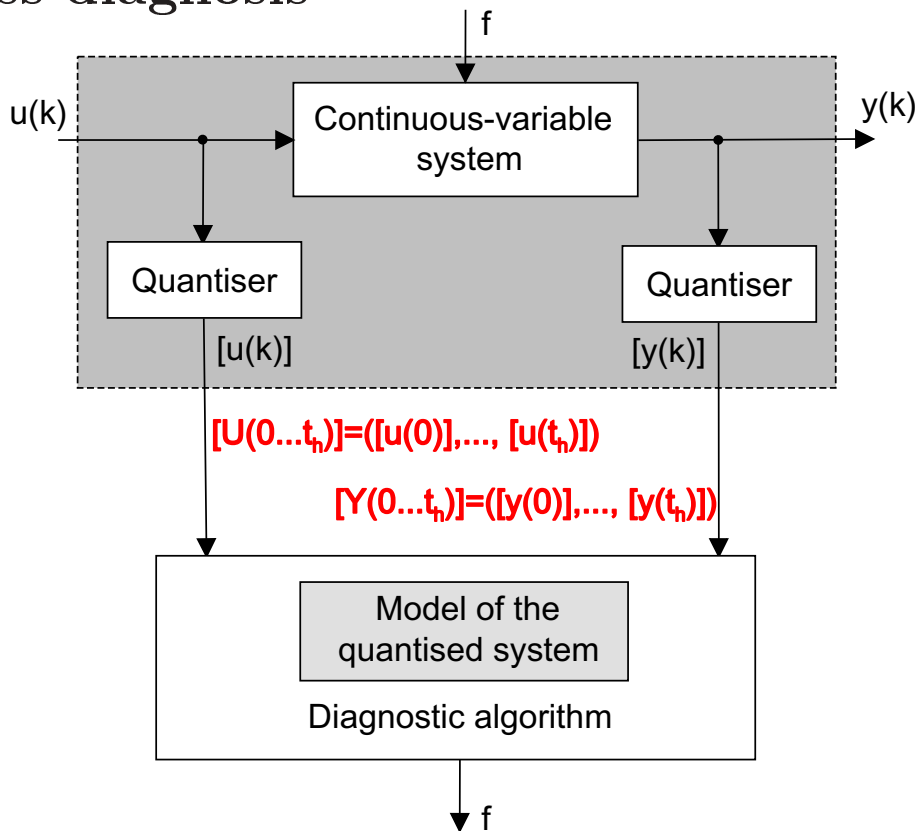 diagnosis
f
u(k)
y(k)
Continuous-variable
system
Quantiser
Quantiser
[u(k)]
[y(k)]
[U(0...tₕ)]=([u(0)],..., [u(tₕ)])
[Y(0...tₕ)]=([y(0)],..., [y(tₕ)])
Model of the
quantised system
Diagnostic algorithm
f